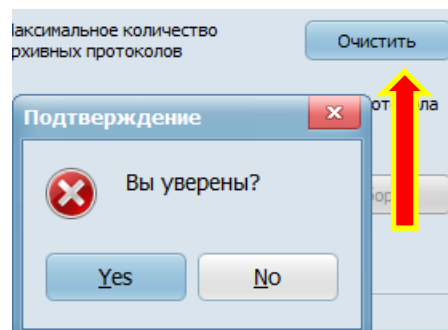 аксимальное количество
рхивных протоколов
Очистить
Подтверждение
Вы уверены?
Yes
No